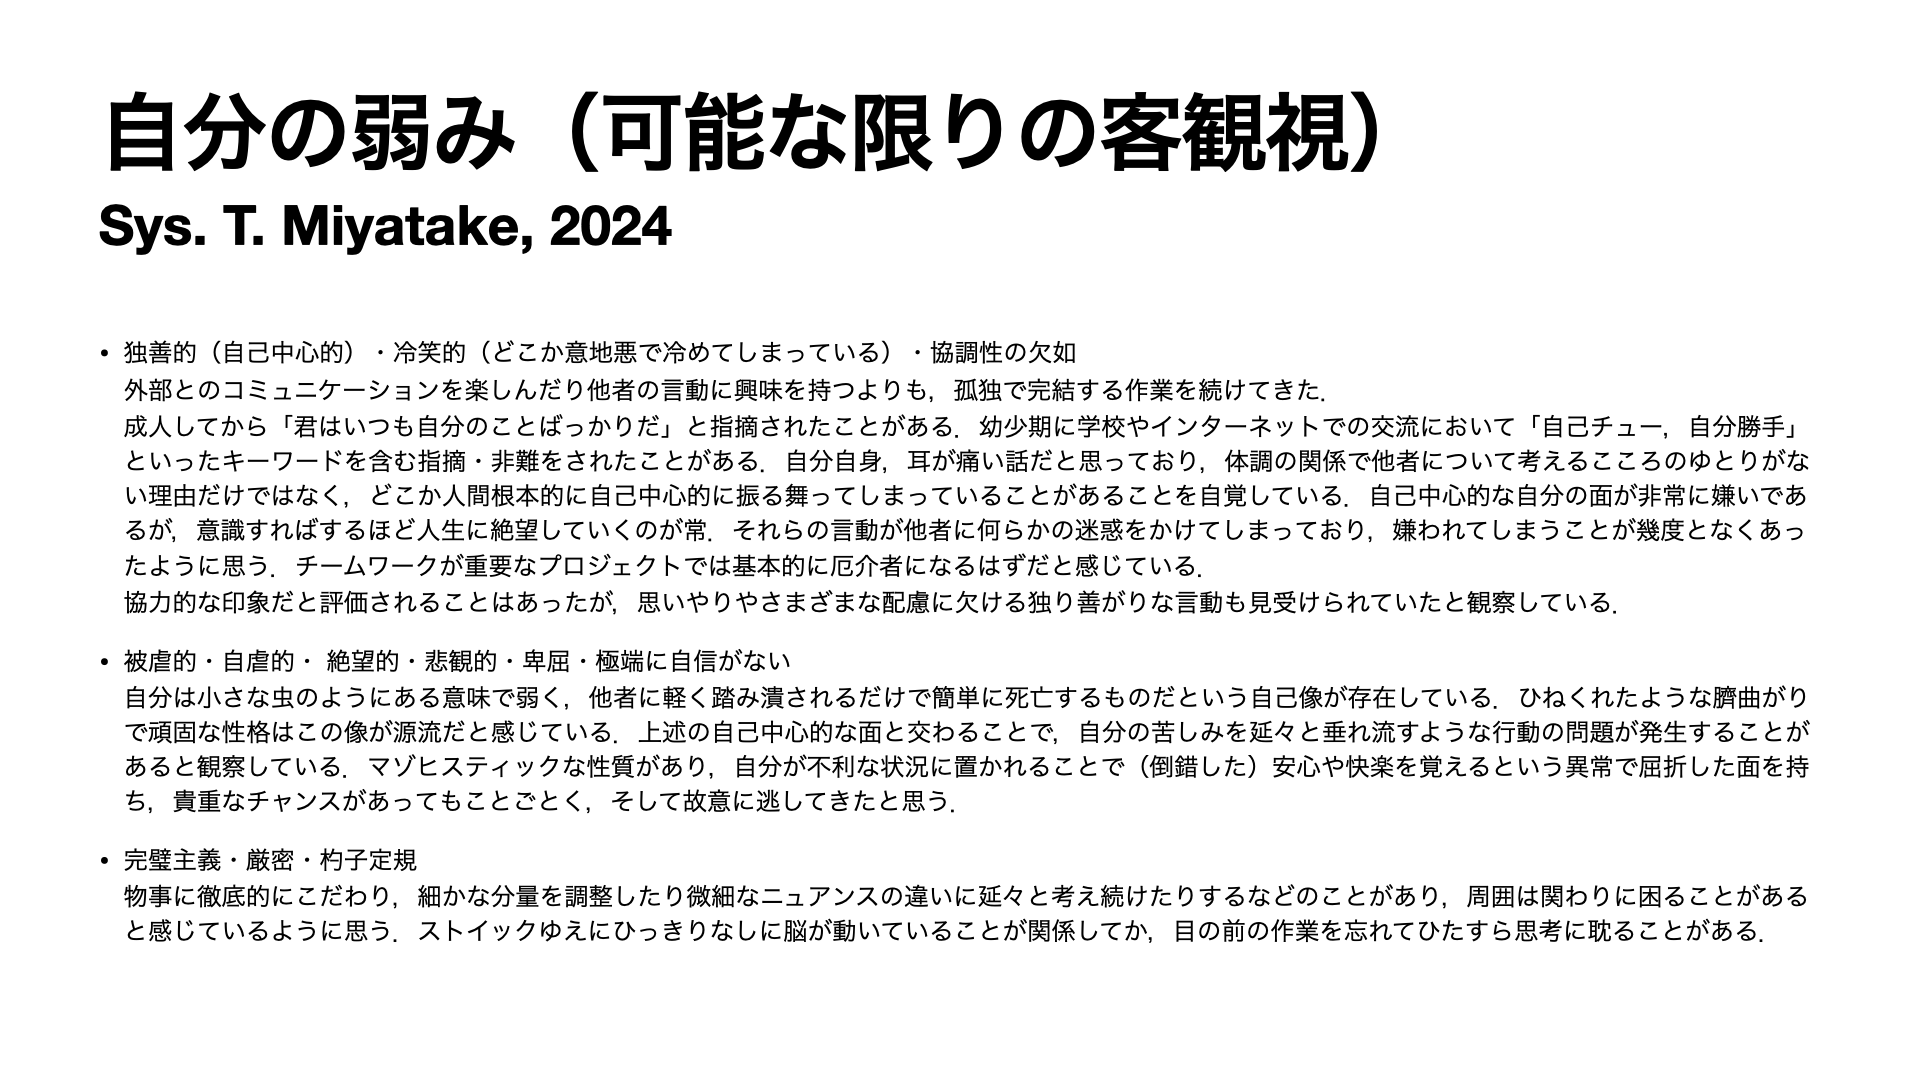 自分の弱み（可能な限りの客観視）
Sys. T. Miyatake, 2024
• 独善的（自己中心的）・冷笑的（どこか意地悪で冷めてしまっている）・協調性の欠如
外部とのコミュニケーションを楽しんだり他者の言動に興味を持つよりも，孤独で完結する作業を続けてきた．
成人してから「君はいつも自分のことばっかりだ」と指摘されたことがある．幼少期に学校やインターネットでの交流において「自己チュー，自分勝手」
といったキーワードを含む指摘・非難をされたことがある．自分自身，耳が痛い話だと思っており，体調の関係で他者について考えるこころのゆとりがな
い理由だけではなく，どこか人間根本的に自己中心的に振る舞ってしまっていることがあることを自覚している．自己中心的な自分の面が非常に嫌いであ
るが，意識すればするほど人生に絶望していくのが常．それらの言動が他者に何らかの迷惑をかけてしまっており，嫌われてしまうことが幾度となくあっ
たように思う．チームワークが重要なプロジェクトでは基本的に厄介者になるはずだと感じている．
協力的な印象だと評価されることはあったが，思いやりやさまざまな配慮に欠ける独り善がりな言動も見受けられていたと観察している．
• 被虐的・自虐的・ 絶望的・悲観的・卑屈・極端に自信がない
自分は小さな虫のようにある意味で弱く，他者に軽く踏み潰されるだけで簡単に死亡するものだという自己像が存在している．ひねくれたような臍曲がり
で頑固な性格はこの像が源流だと感じている．上述の自己中心的な面と交わることで，自分の苦しみを延々と垂れ流すような行動の問題が発生することが
あると観察している．マゾヒスティックな性質があり，自分が不利な状況に置かれることで（倒錯した）安心や快楽を覚えるという異常で屈折した面を持
ち，貴重なチャンスがあってもことごとく，そして故意に逃してきたと思う．
• 完璧主義・厳密・杓子定規
物事に徹底的にこだわり，細かな分量を調整したり微細なニュアンスの違いに延々と考え続けたりするなどのことがあり，周囲は関わりに困ることがある
と感じているように思う．ストイックゆえにひっきりなしに脳が動いていることが関係してか，目の前の作業を忘れてひたすら思考に耽ることがある．